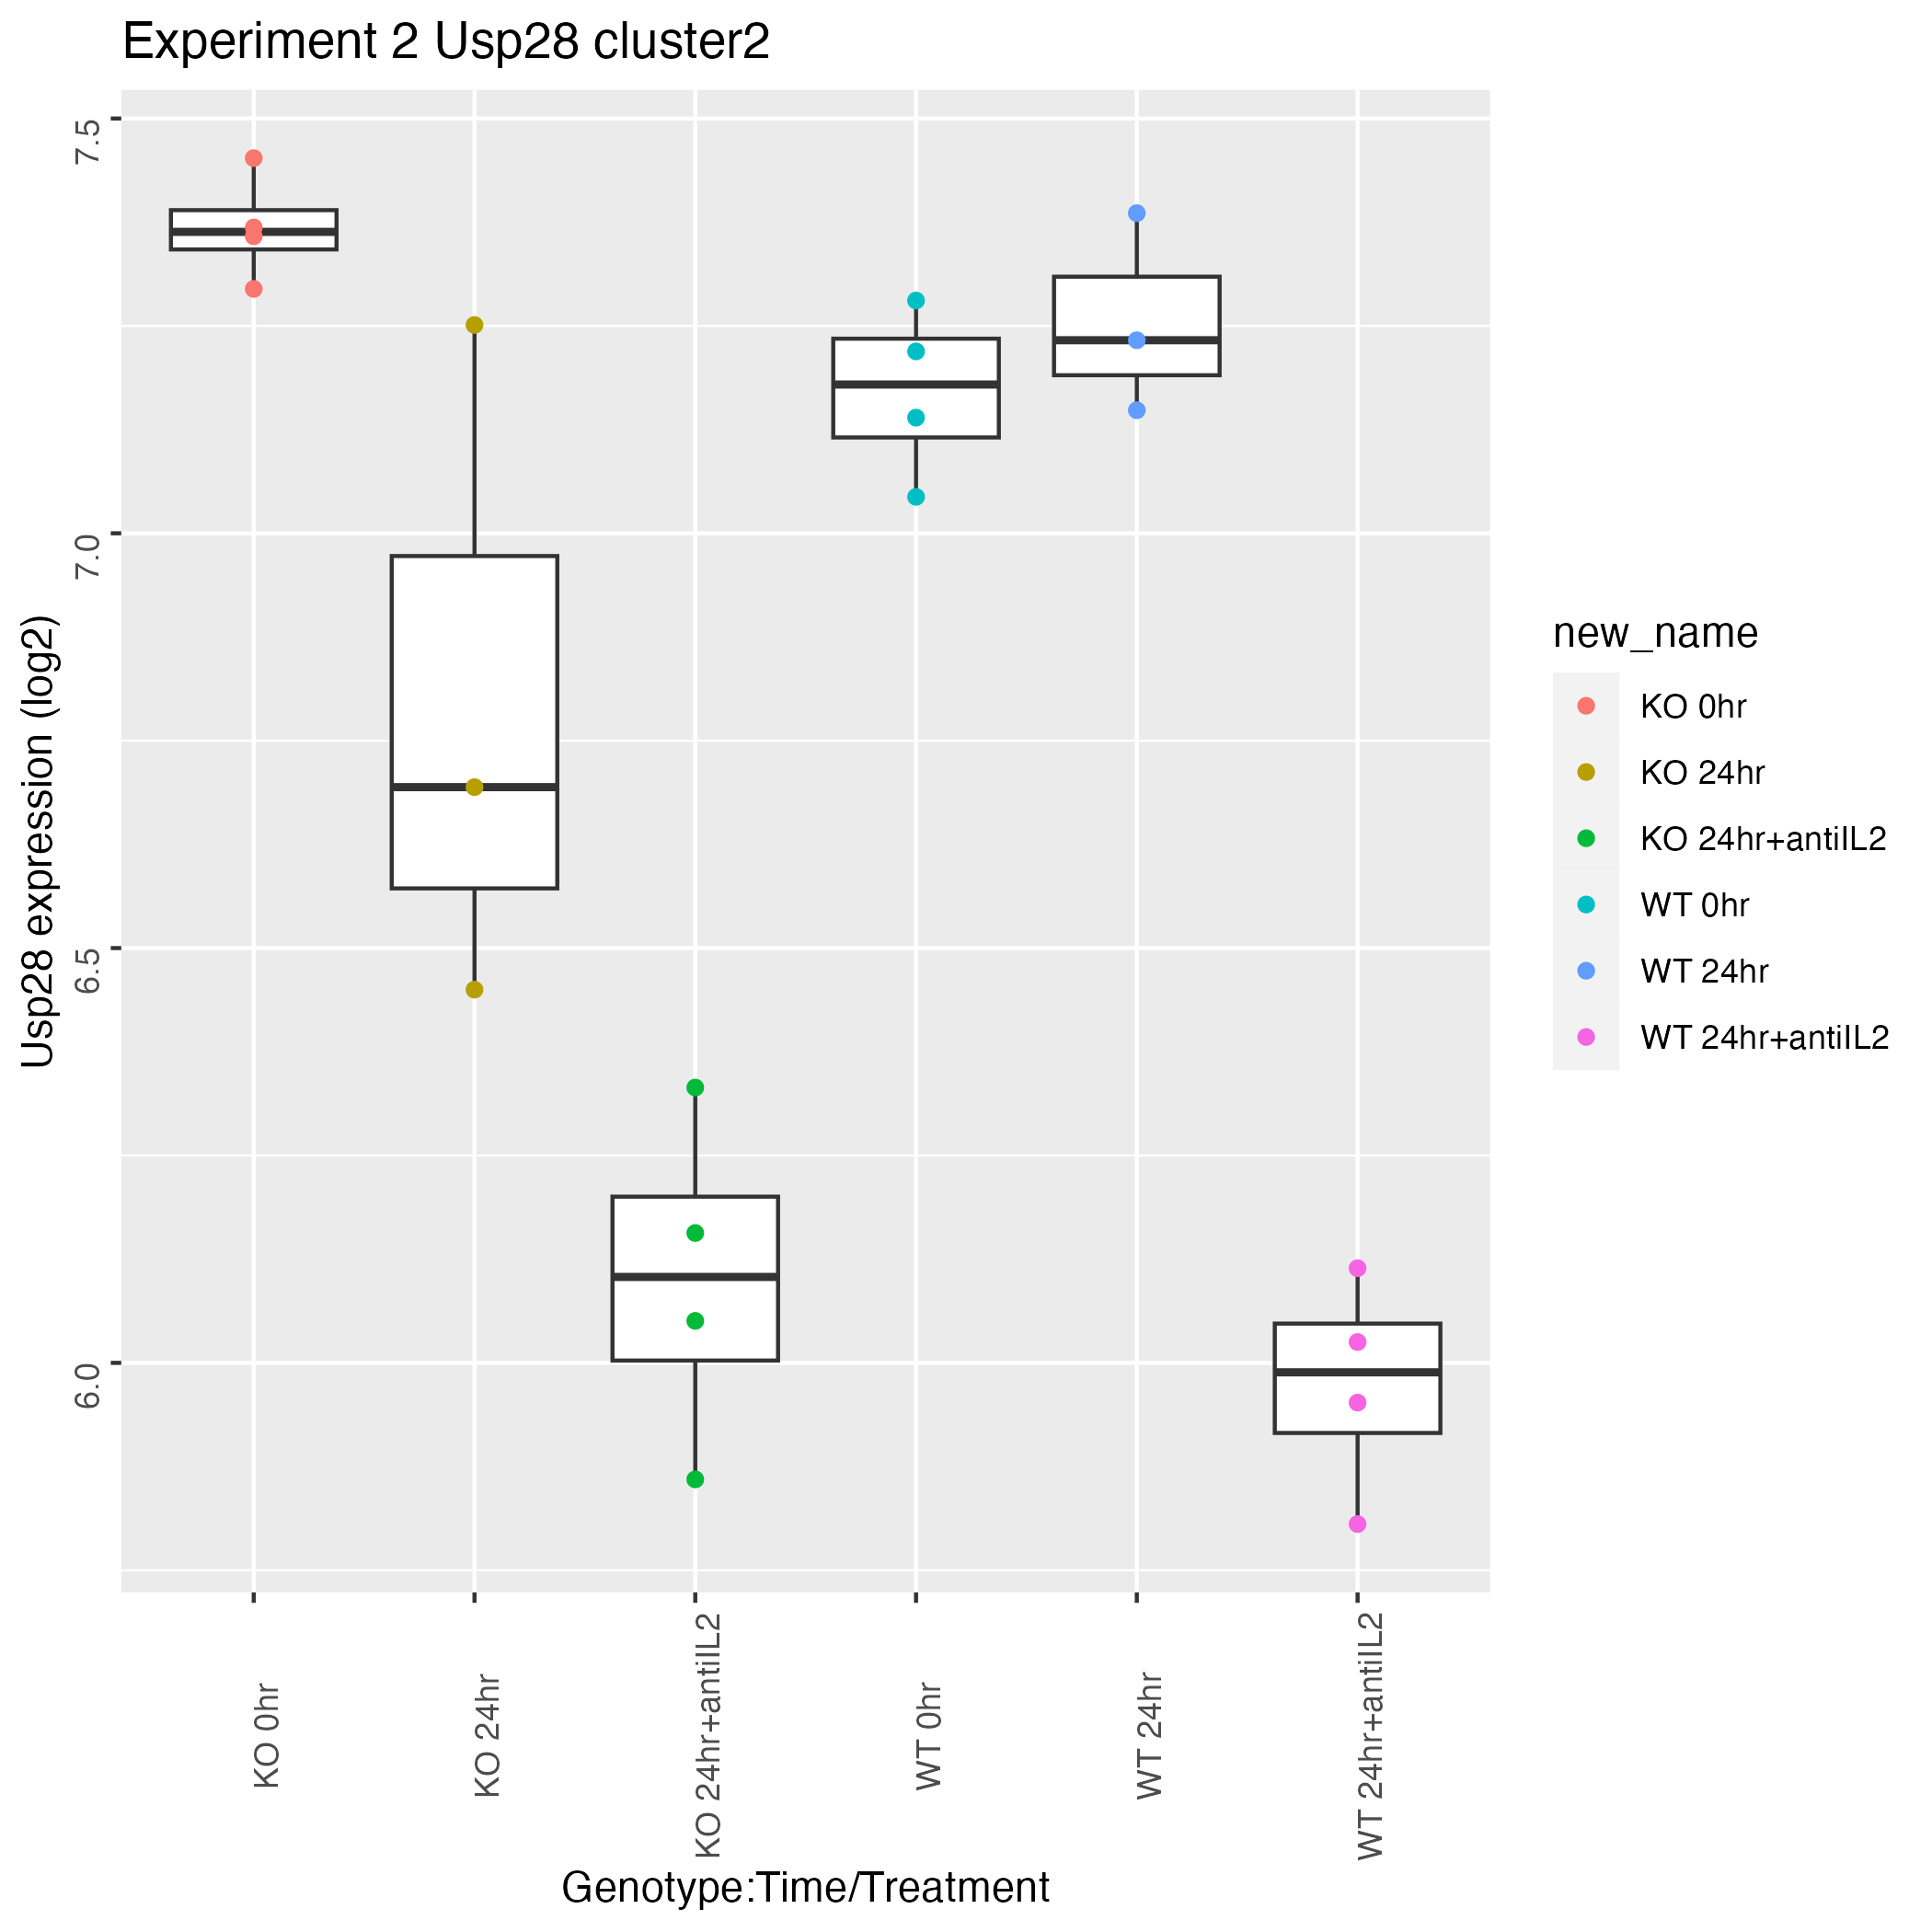 Experiment 2 Usp28 cluster2
Usp28 expression (log2)
7.5
7.0
6.5
6.0
KO 0hr
KO 24hr
KO 24hr+antiIL2
WT 0hr
WT 24hr
WT 24hr+antiIL2
Genotype:Time/Treatment
new_name
KO 0hr
KO 24hr
KO 24hr+antiIL2
WT 0hr
WT 24hr
WT 24hr+antiIL2